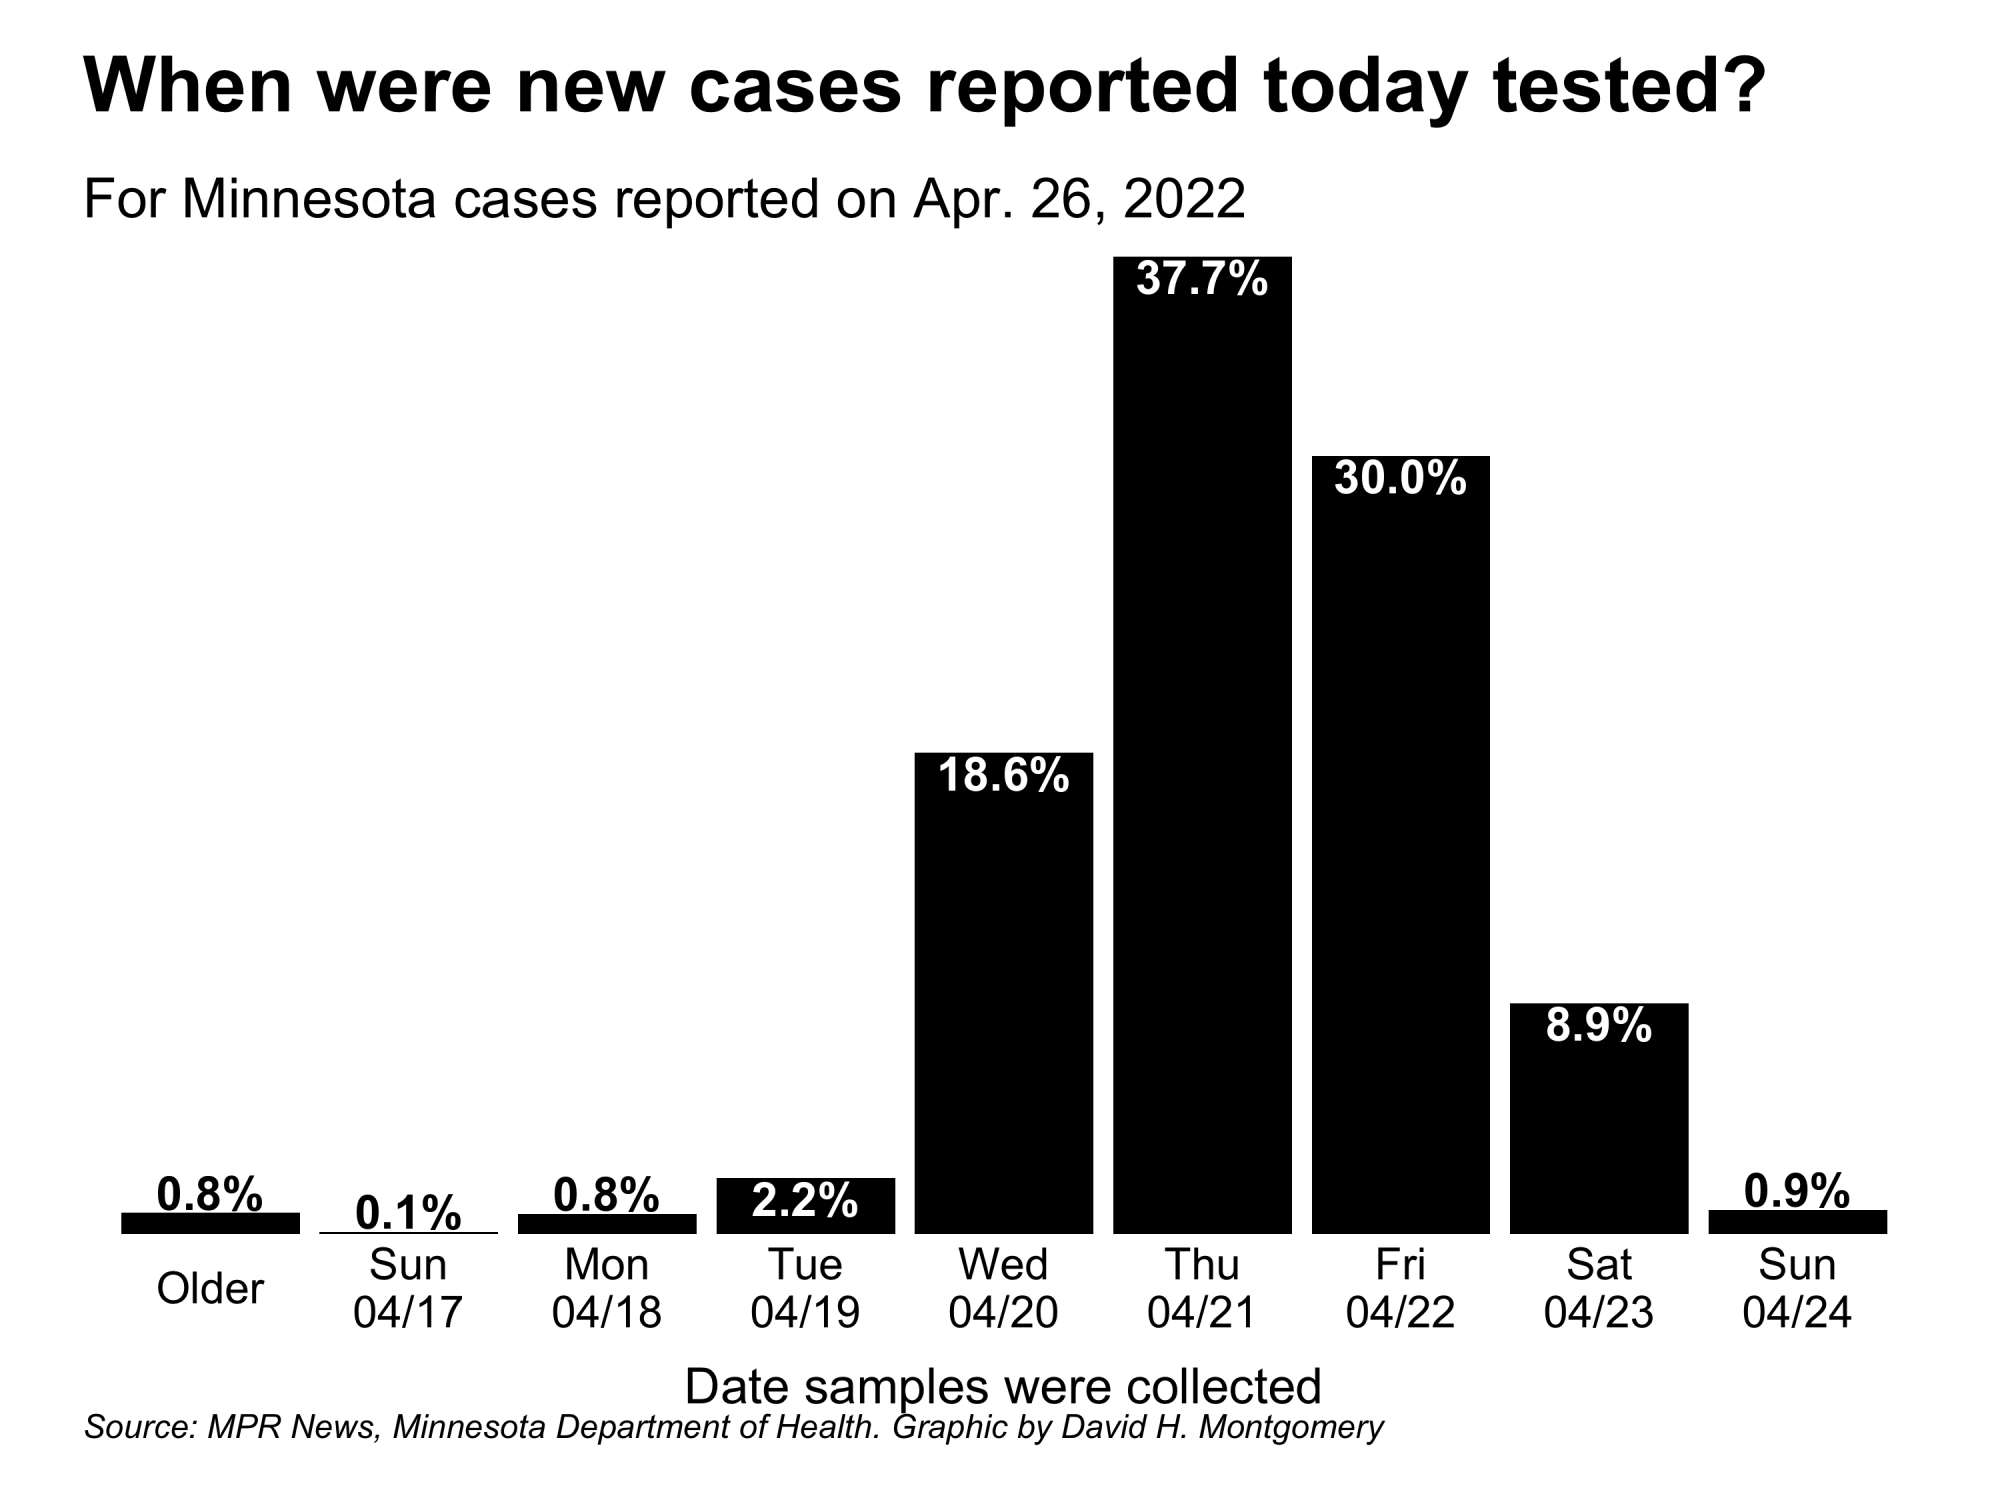 When were new cases reported today tested?
For Minnesota cases reported on Apr. 26, 2022
37.7%
30.0%
18.6%
8.9%
0.8%
0.1%
0.8%
2.2%
0.9%
Older
Sun
04/17
Mon
04/18
Tue
04/19
Wed
04/20
Thu
04/21
Fri
04/22
Sat
04/23
Sun
04/24
Date samples were collected
Source: MPR News, Minnesota Department of Health. Graphic by David H. Montgomery